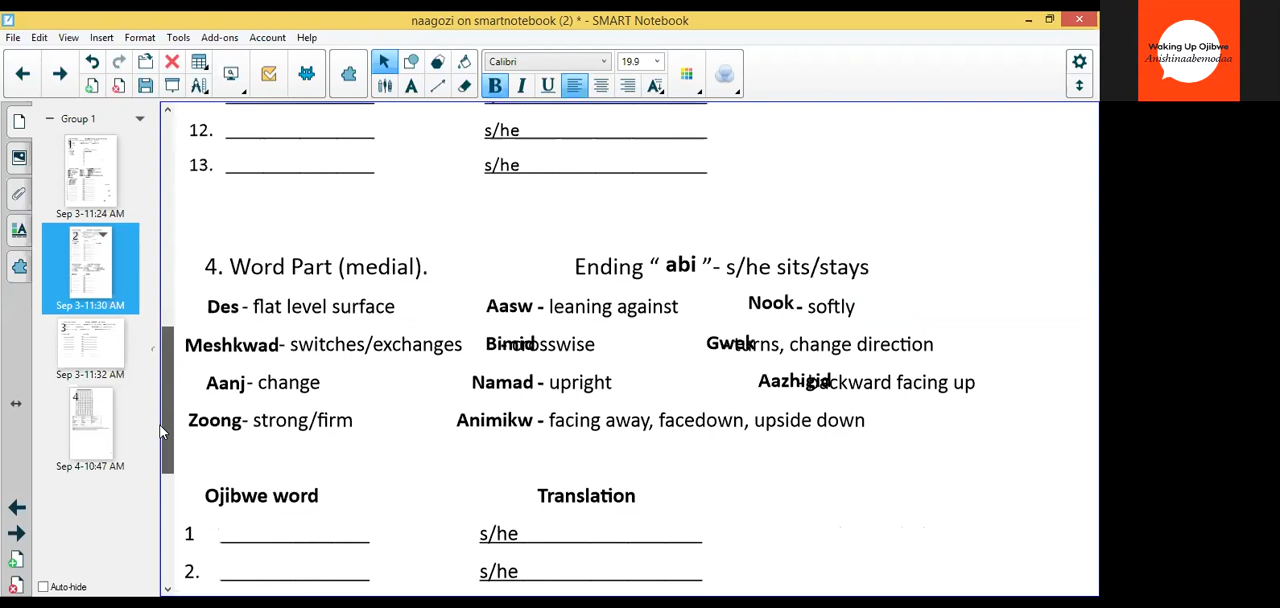 naagozi on smartnotebook (2) * - SMART Notebook
File Edit View Insert Format Tools Add-ons Account Help
Calibri 19.9
B I U A
Waking Up Ojibwe
Anishinaabemodaa
Group 1
1
Sep 3-11:24 AM
2
Sep 3-11:30 AM
3
Sep 3-11:32 AM
4
Sep 4-10:47 AM
Auto-hide
12. s/he
13. s/he
4. Word Part (medial). Ending “ abi ”- s/he sits/stays
Des - flat level surface Aasw - leaning against Nook - softly
Meshkwad- switches/exchanges Bimid - crosswise Gwak - turns, change direction
Aanj - change Namad - upright Aazhigid - backward facing up
Zoong- strong/firm Animikw - facing away, facedown, upside down
Ojibwe word Translation
1 s/he
2. s/he